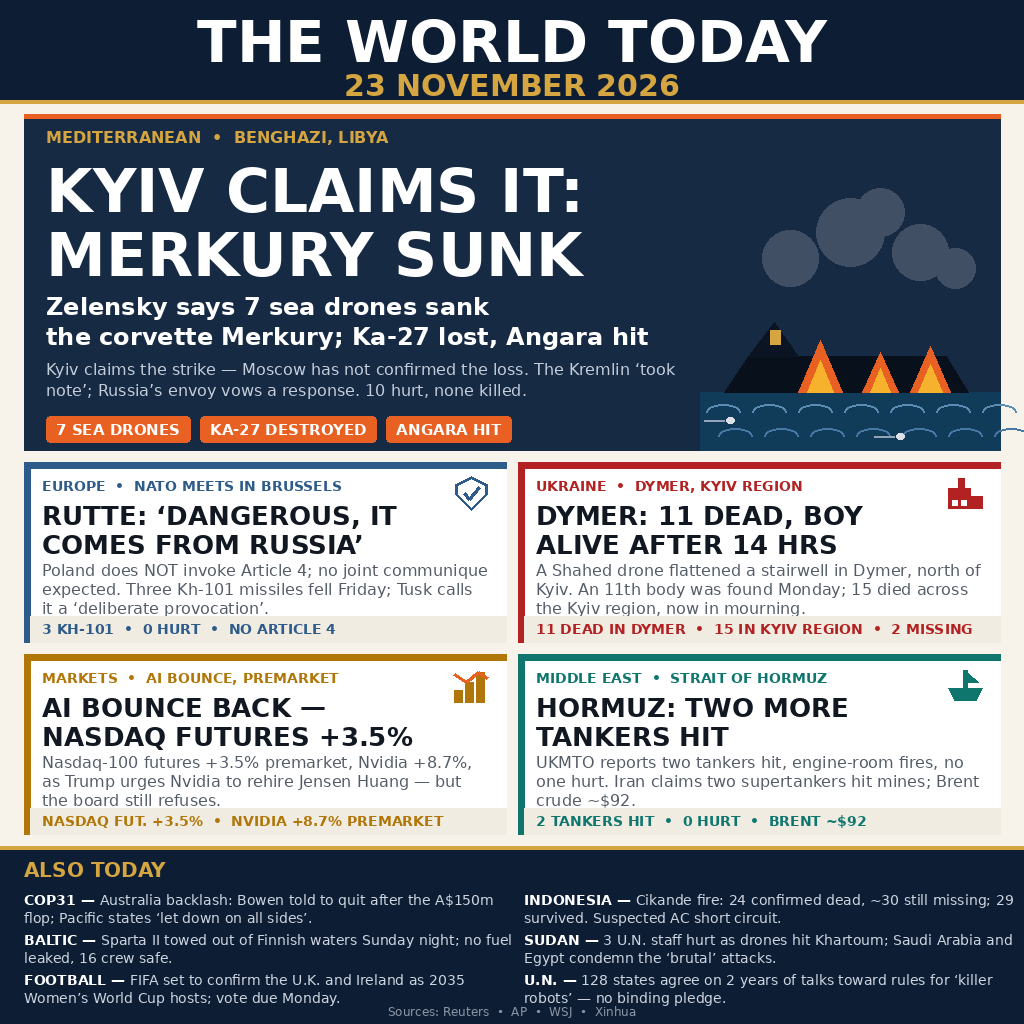 THE WORLD TODAY
23 NOVEMBER 2026
MEDITERRANEAN • BENGHAZI, LIBYA
KYIV CLAIMS IT:
MERKURY SUNK
Zelensky says 7 sea drones sank
the corvette Merkury; Ka-27 lost, Angara hit
Kyiv claims the strike — Moscow has not confirmed the loss. The Kremlin ‘took
note’; Russia’s envoy vows a response. 10 hurt, none killed.
7 SEA DRONES
KA-27 DESTROYED
ANGARA HIT
EUROPE • NATO MEETS IN BRUSSELS
RUTTE: ‘DANGEROUS, IT
COMES FROM RUSSIA’
Poland does NOT invoke Article 4; no joint communique
expected. Three Kh-101 missiles fell Friday; Tusk calls
it a ‘deliberate provocation’.
3 KH-101 • 0 HURT • NO ARTICLE 4
UKRAINE • DYMER, KYIV REGION
DYMER: 11 DEAD, BOY
ALIVE AFTER 14 HRS
A Shahed drone flattened a stairwell in Dymer, north of
Kyiv. An 11th body was found Monday; 15 died across
the Kyiv region, now in mourning.
11 DEAD IN DYMER • 15 IN KYIV REGION • 2 MISSING
MARKETS • AI BOUNCE, PREMARKET
AI BOUNCE BACK —
NASDAQ FUTURES +3.5%
Nasdaq-100 futures +3.5% premarket, Nvidia +8.7%,
as Trump urges Nvidia to rehire Jensen Huang — but
the board still refuses.
NASDAQ FUT. +3.5% • NVIDIA +8.7% PREMARKET
MIDDLE EAST • STRAIT OF HORMUZ
HORMUZ: TWO MORE
TANKERS HIT
UKMTO reports two tankers hit, engine-room fires, no
one hurt. Iran claims two supertankers hit mines; Brent
crude ~$92.
2 TANKERS HIT • 0 HURT • BRENT ~$92
ALSO TODAY
COP31 — Australia backlash: Bowen told to quit after the A$150m
flop; Pacific states ‘let down on all sides’.
BALTIC — Sparta II towed out of Finnish waters Sunday night; no fuel
leaked, 16 crew safe.
FOOTBALL — FIFA set to confirm the U.K. and Ireland as 2035
Women’s World Cup hosts; vote due Monday.
INDONESIA — Cikande fire: 24 confirmed dead, ~30 still missing; 29
survived. Suspected AC short circuit.
SUDAN — 3 U.N. staff hurt as drones hit Khartoum; Saudi Arabia and
Egypt condemn the ‘brutal’ attacks.
U.N. — 128 states agree on 2 years of talks toward rules for ‘killer
robots’ — no binding pledge.
Sources: Reuters • AP • WSJ • Xinhua